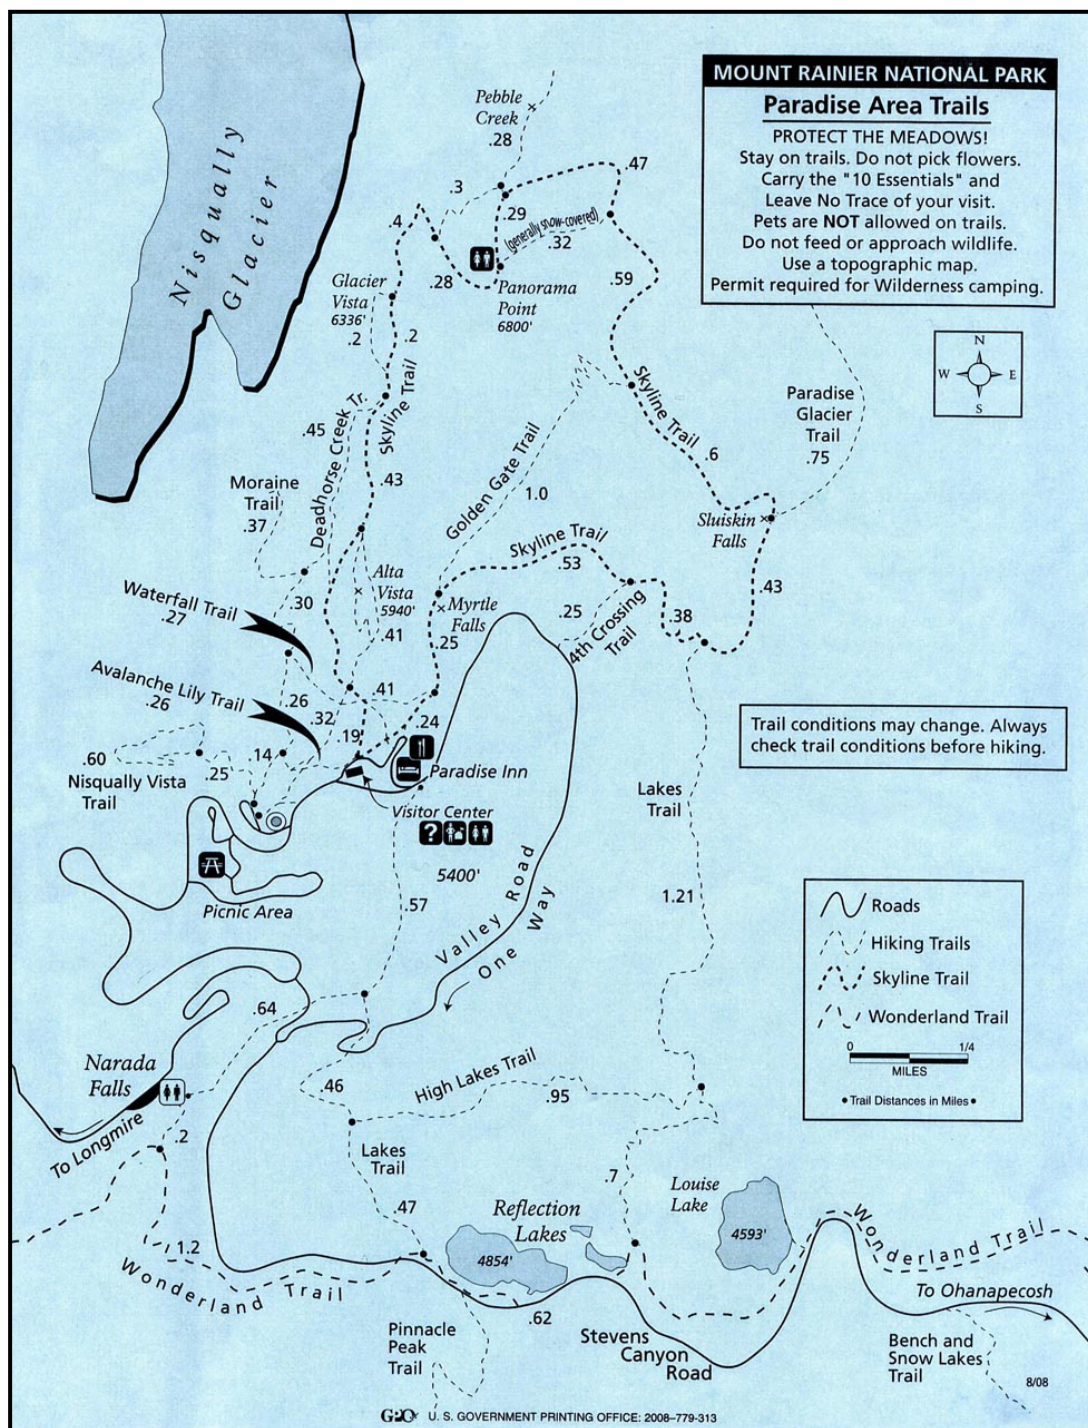 MOUNT RAINIER NATIONAL PARK
Paradise Area Trails
PROTECT THE MEADOWS!
Stay on trails. Do not pick flowers.
Carry the "10 Essentials" and
Leave No Trace of your visit.
Pets are NOT allowed on trails.
Do not feed or approach wildlife.
Use a topographic map.
Permit required for Wilderness camping.
Nisqually
Glacier
Pebble
Creek
.28
.47
.3
.29
.4
(generally snow-covered)
.32
.28
.59
Panorama
Point
6800'
Glacier
Vista
6336'
.2
.2
Skyline Trail
N
W
E
S
Skyline Trail
Paradise
Glacier
Trail
.75
.6
Deadhorse Creek Tr.
.45
.43
Golden Gate Trail
1.0
Moraine
Trail
.37
Sluiskin
Falls
Skyline Trail
.53
.43
Alta
Vista
5940'
Waterfall Trail
.27
.30
Myrtle
Falls
.25
.25
4th Crossing
Trail
.38
.41
Avalanche Lily Trail
.26
.41
.26
.32
.24
.19
.14
.60
Nisqually Vista
Trail
.25
Trail conditions may change. Always
check trail conditions before hiking.
Paradise Inn
Visitor Center
?
5400'
Lakes
Trail
1.21
Picnic Area
.57
Valley Road
One Way
Roads
Hiking Trails
Skyline Trail
Wonderland Trail
0
1/4
MILES
• Trail Distances in Miles •
.64
Narada
Falls
.46
High Lakes Trail
.95
To Longmire
.2
Lakes
Trail
.47
.7
Louise
Lake
4593'
Reflection
Lakes
4854'
1.2
Wonderland Trail
Wonderland Trail
To Ohanapecosh
.62
Pinnacle
Peak
Trail
Stevens
Canyon
Road
Bench and
Snow Lakes
Trail
8/08
GPO U. S. GOVERNMENT PRINTING OFFICE: 2008–779-313